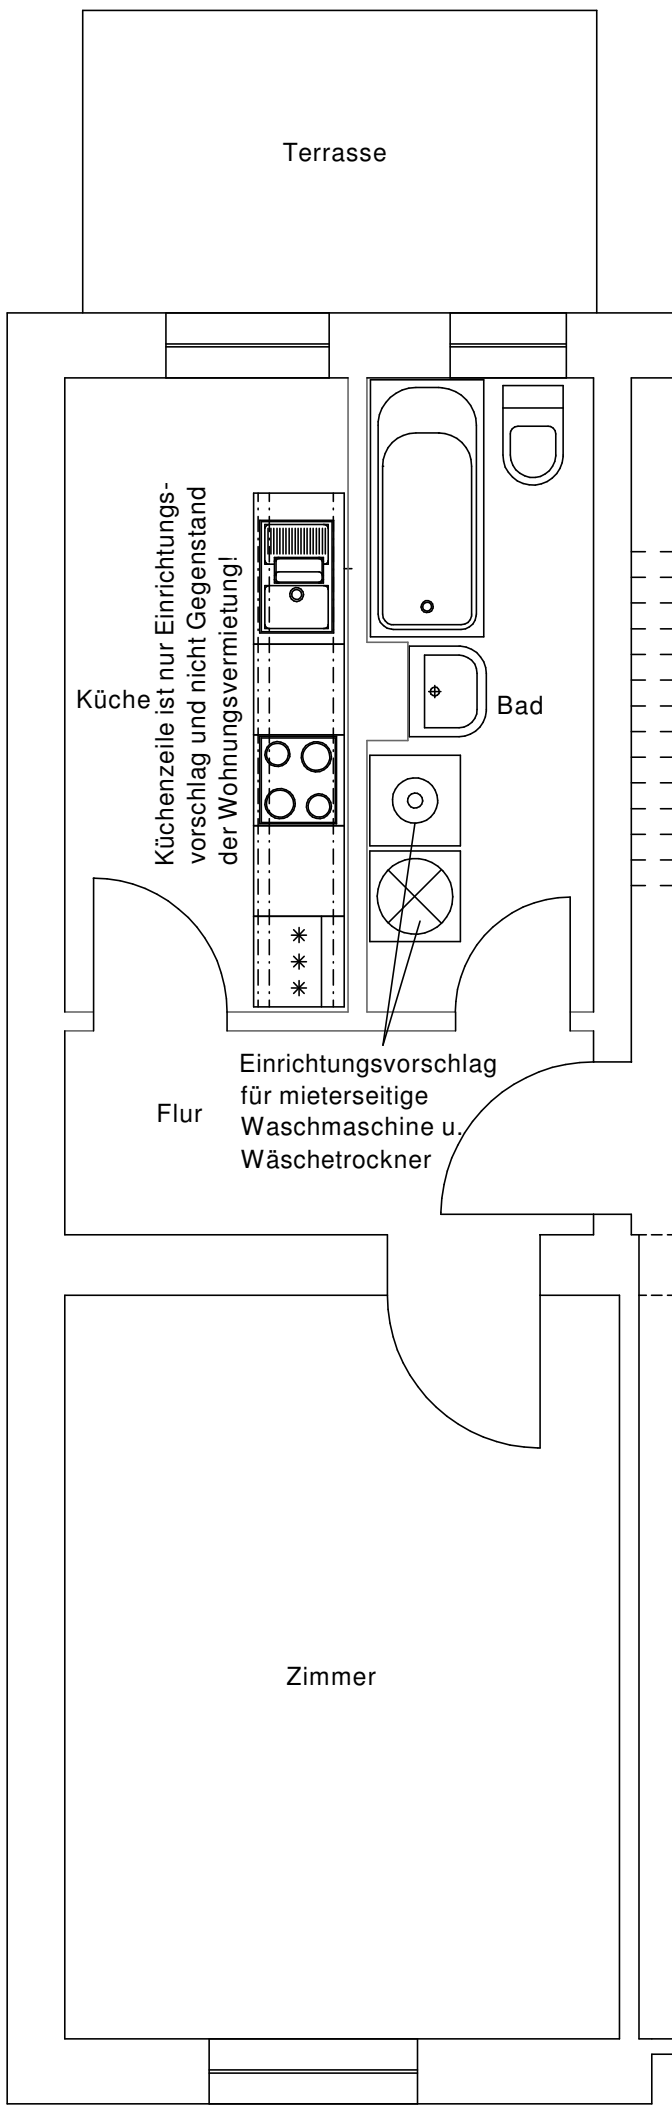 Terrasse
Küche
Küchenzeile ist nur Einrichtungs-
vorschlag und nicht Gegenstand
der Wohnungsvermietung!
Bad
Einrichtungsvorschlag
für mieterseitige
Waschmaschine u.
Wäschetrockner
Flur
Zimmer